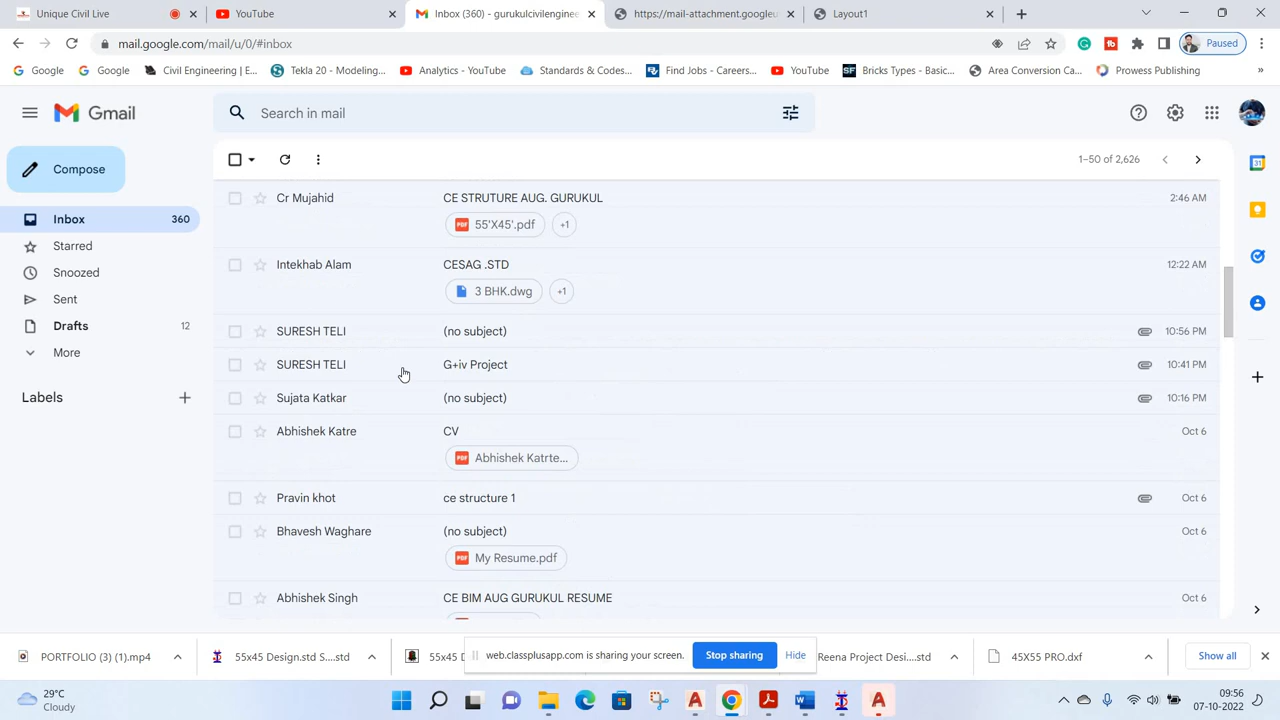 Unique Civil Live
YouTube
Inbox (360) - gurukulcivilenginee
https://mail-attachment.googleu
Layout1
mail.google.com/mail/u/0/#inbox
Paused
Google
Google
Civil Engineering | E...
Tekla 20 - Modeling...
Analytics - YouTube
Standards & Codes...
Find Jobs - Careers...
YouTube
Bricks Types - Basic...
Area Conversion Ca...
Prowess Publishing
Gmail
Search in mail
Compose
1–50 of 2,626
Inbox 360
Starred
Snoozed
Sent
Drafts 12
More
Labels
Cr Mujahid CE STRUTURE AUG. GURUKUL 2:46 AM
PDF 55'X45'.pdf +1
Intekhab Alam CESAG .STD 12:22 AM
3 BHK.dwg +1
SURESH TELI (no subject) 10:56 PM
SURESH TELI G+iv Project 10:41 PM
Sujata Katkar (no subject) 10:16 PM
Abhishek Katre CV Oct 6
PDF Abhishek Katrte...
Pravin khot ce structure 1 Oct 6
Bhavesh Waghare (no subject) Oct 6
PDF My Resume.pdf
Abhishek Singh CE BIM AUG GURUKUL RESUME Oct 6
PORTFOLIO (3) (1).mp4
55x45 Design.std S....std
55x45 D
web.classplusapp.com is sharing your screen.
Stop sharing
Hide
Reena Project Desi....std
45X55 PRO.dxf
Show all
29°C
Cloudy
09:56
07-10-2022